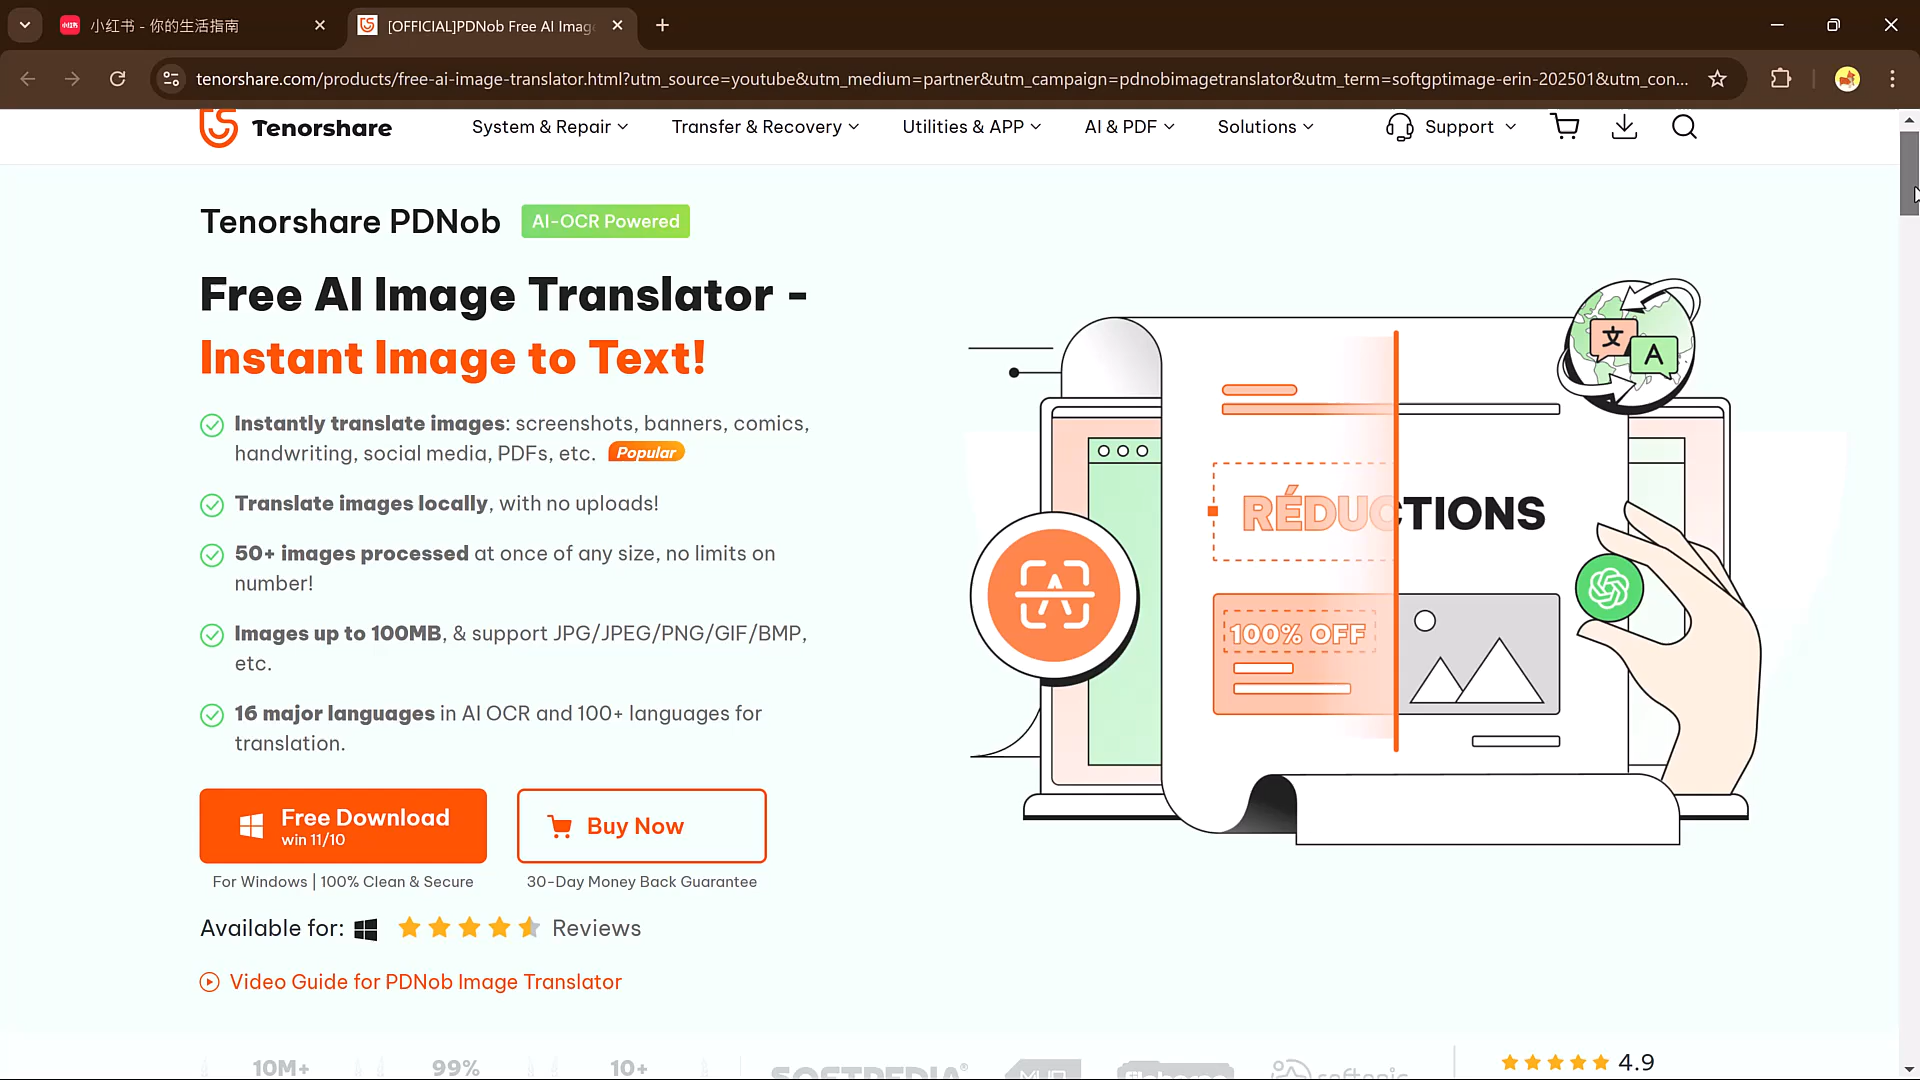 小红书 - 你的生活指南
[OFFICIAL]PDNob Free AI Imag
tenorshare.com/products/free-ai-image-translator.html?utm_source=youtube&utm_medium=partner&utm_campaign=pdnobimagetranslator&utm_term=softgptimage-erin-202501&utm_con...
Tenorshare
System & Repair
Transfer & Recovery
Utilities & APP
AI & PDF
Solutions
Support
Tenorshare PDNob
AI-OCR Powered
Free AI Image Translator -
Instant Image to Text!
Instantly translate images: screenshots, banners, comics,
handwriting, social media, PDFs, etc. Popular
Translate images locally, with no uploads!
50+ images processed at once of any size, no limits on
number!
Images up to 100MB, & support JPG/JPEG/PNG/GIF/BMP,
etc.
16 major languages in AI OCR and 100+ languages for
translation.
Free Download
win 11/10
Buy Now
For Windows | 100% Clean & Secure
30-Day Money Back Guarantee
Available for:
Reviews
Video Guide for PDNob Image Translator
文
A
RÉDUCTIONS
A
100% OFF
10M+
99%
10+
SOFTPEDIA®
softonic
4.9